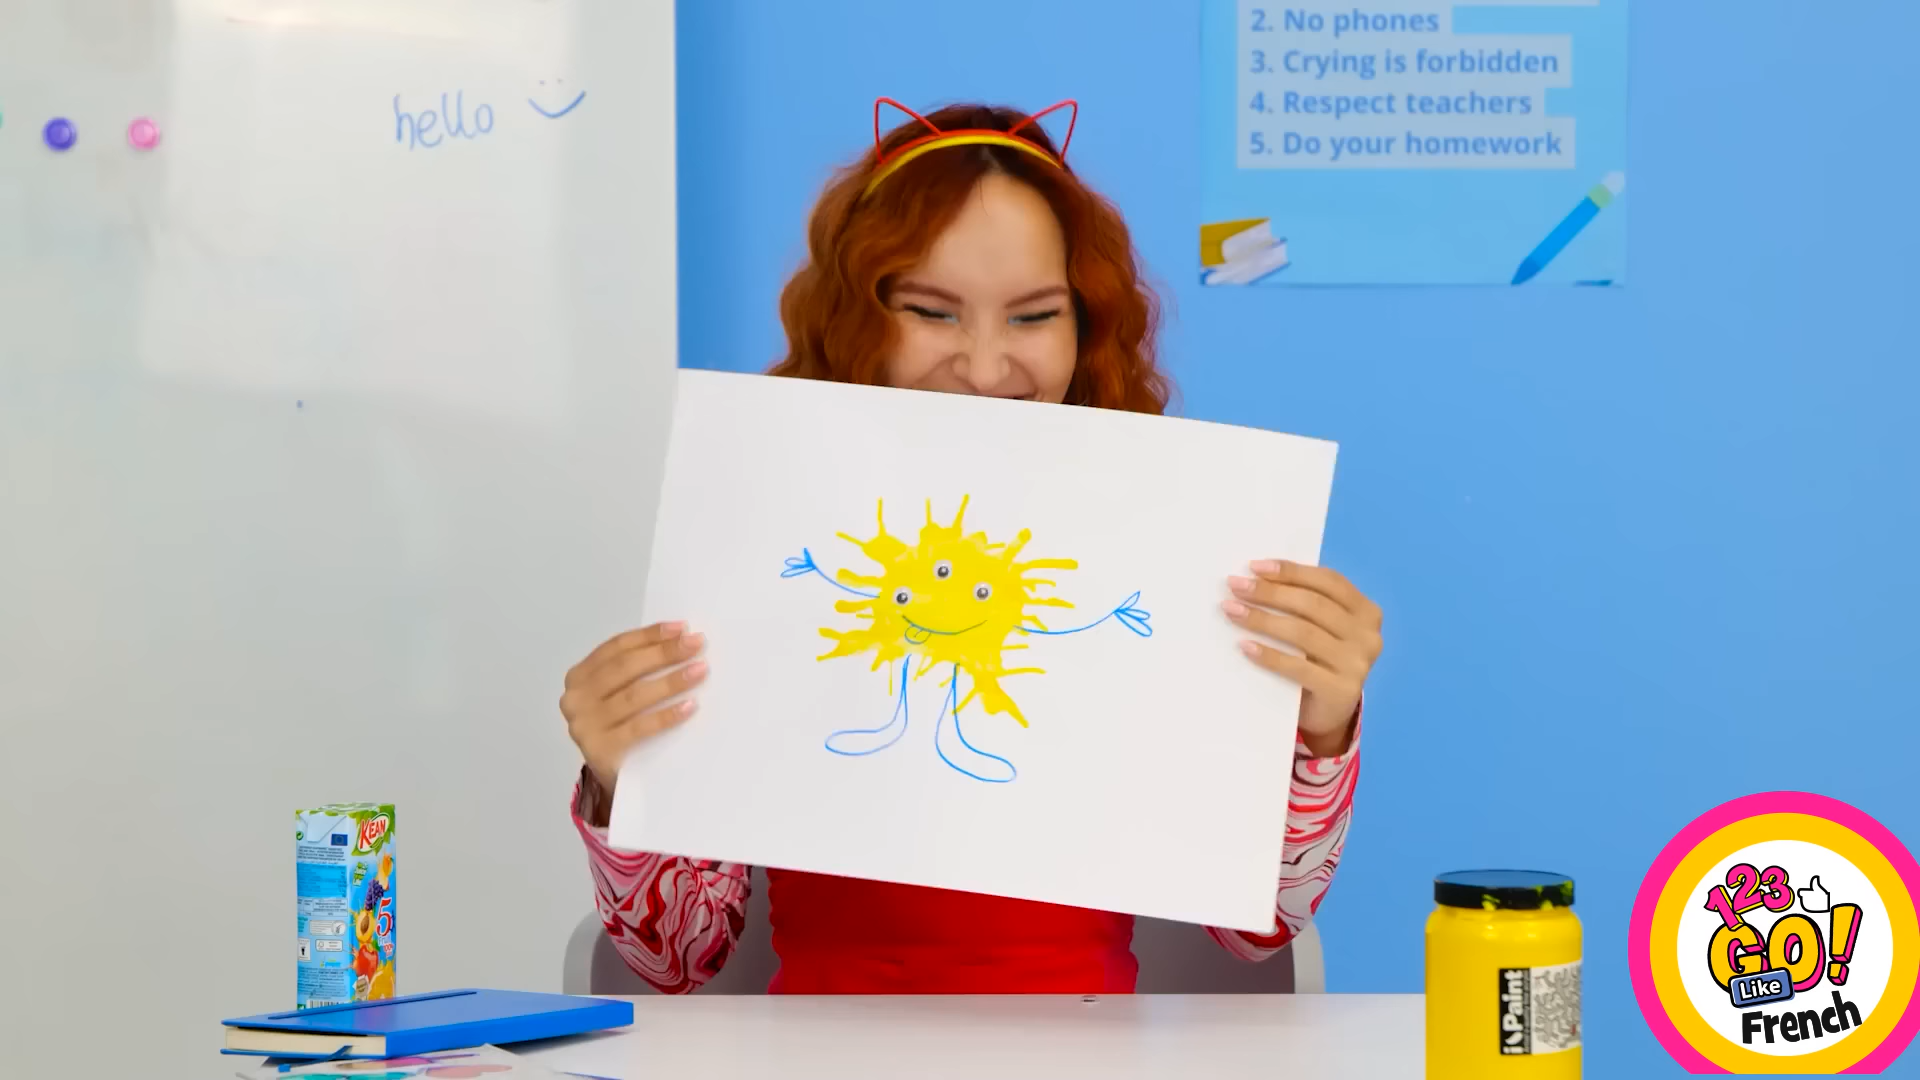 hello
2. No phones
3. Crying is forbidden
4. Respect teachers
5. Do your homework
KEAN
5
i Paint
123
GO!
Like
French